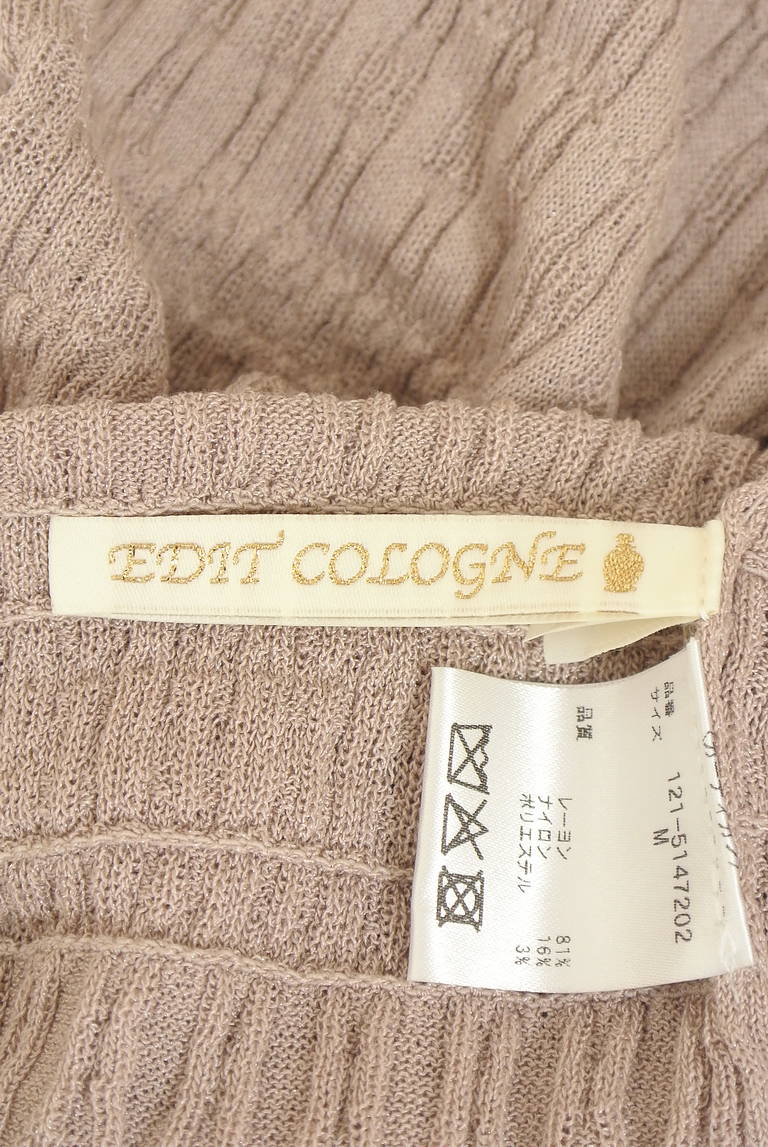 EDIT COLOGNE
品番 121-5147202
サイズ M
品質
レーヨン 81%
ナイロン 16%
ポリエステル 3%